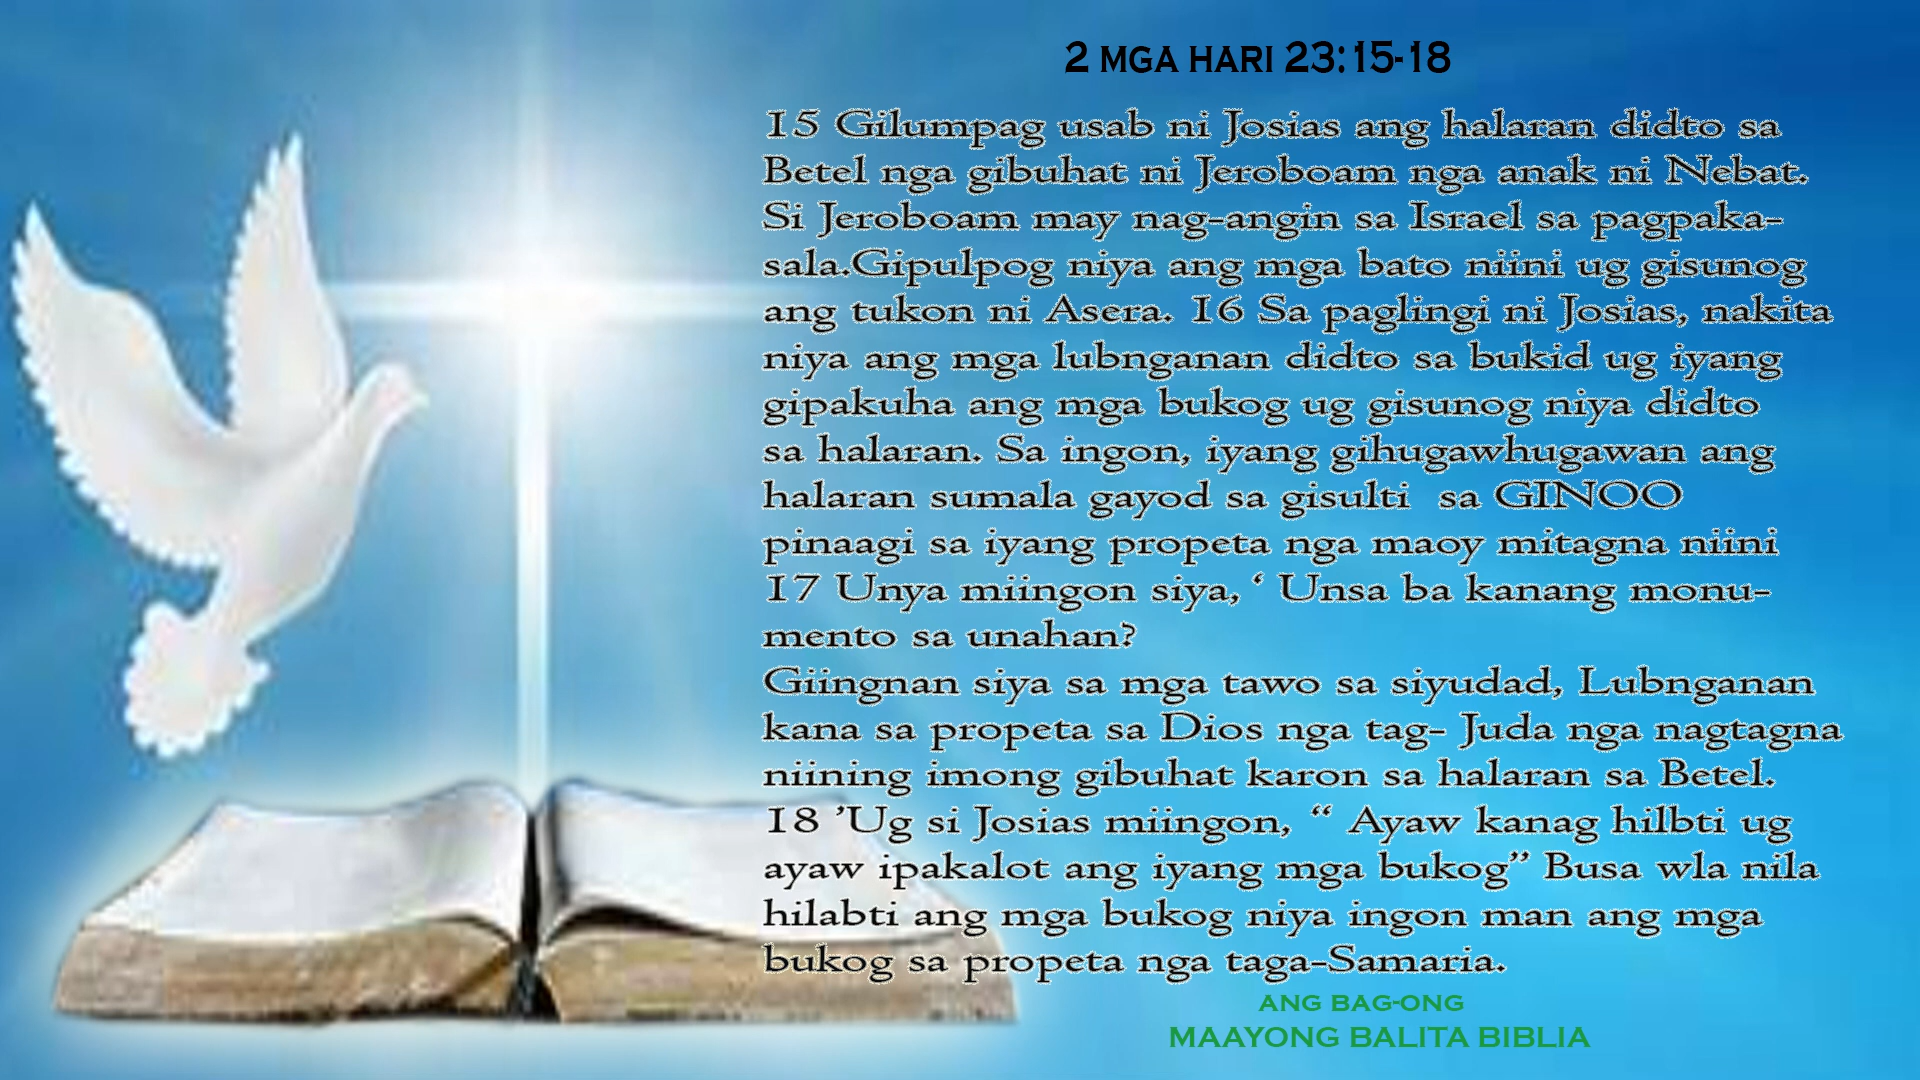 2 MGA HARI 23:15-18
15 Gilumpag usab ni Josias ang halaran didto sa
Betel nga gibuhat ni Jeroboam nga anak ni Nebat.
Si Jeroboam may nag-angin sa Israel sa pagpaka-
sala.Gipulpog niya ang mga bato niini ug gisunog
ang tukon ni Asera. 16 Sa paglingi ni Josias, nakita
niya ang mga lubnganan didto sa bukid ug iyang
gipakuha ang mga bukog ug gisunog niya didto
sa halaran. Sa ingon, iyang gihugawhugawan ang
halaran sumala gayod sa gisulti  sa GINOO
pinaagi sa iyang propeta nga maoy mitagna niini
17 Unya miingon siya, ‘ Unsa ba kanang monu-
mento sa unahan?
Giingnan siya sa mga tawo sa siyudad, Lubnganan
kana sa propeta sa Dios nga tag- Juda nga nagtagna
niining imong gibuhat karon sa halaran sa Betel.
18 ’Ug si Josias miingon, “ Ayaw kanag hilbti ug
ayaw ipakalot ang iyang mga bukog” Busa wla nila
hilabti ang mga bukog niya ingon man ang mga
bukog sa propeta nga taga-Samaria.
ANG BAG-ONG
MAAYONG BALITA BIBLIA